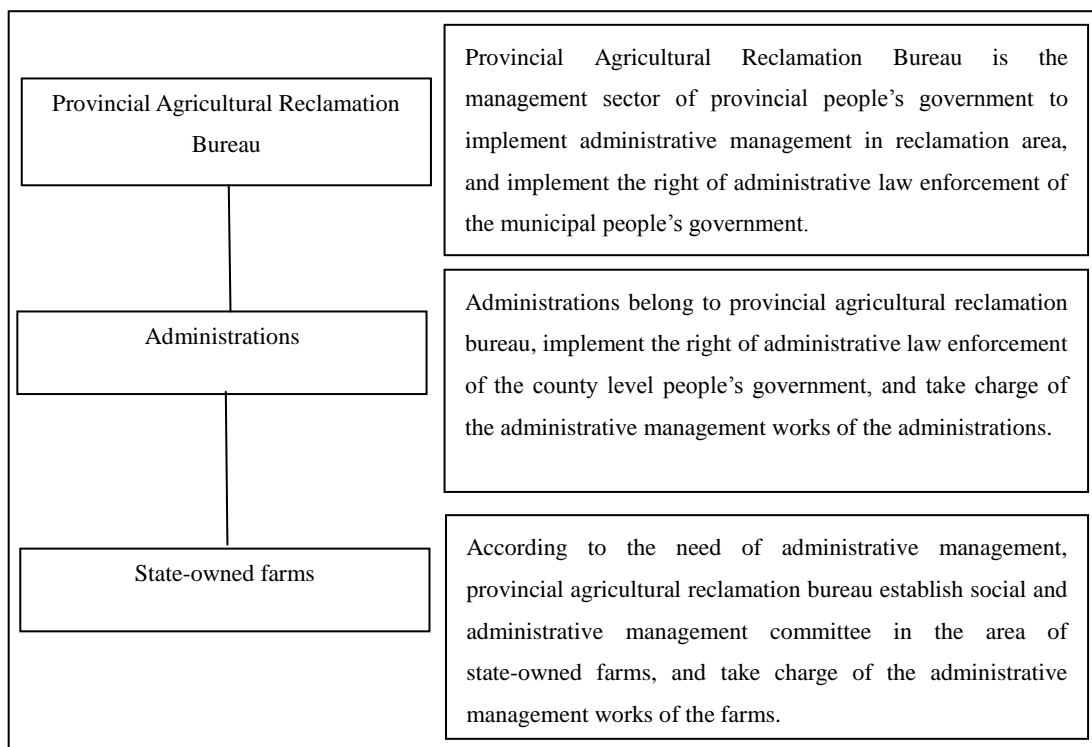 Provincial Agricultural Reclamation
Bureau
Provincial Agricultural Reclamation Bureau is the
management sector of provincial people’s government to
implement administrative management in reclamation area,
and implement the right of administrative law enforcement of
the municipal people’s government.
Administrations
Administrations belong to provincial agricultural reclamation
bureau, implement the right of administrative law enforcement
of the county level people’s government, and take charge of
the administrative management works of the administrations.
State-owned farms
According to the need of administrative management,
provincial agricultural reclamation bureau establish social and
administrative management committee in the area of
state-owned farms, and take charge of the administrative
management works of the farms.